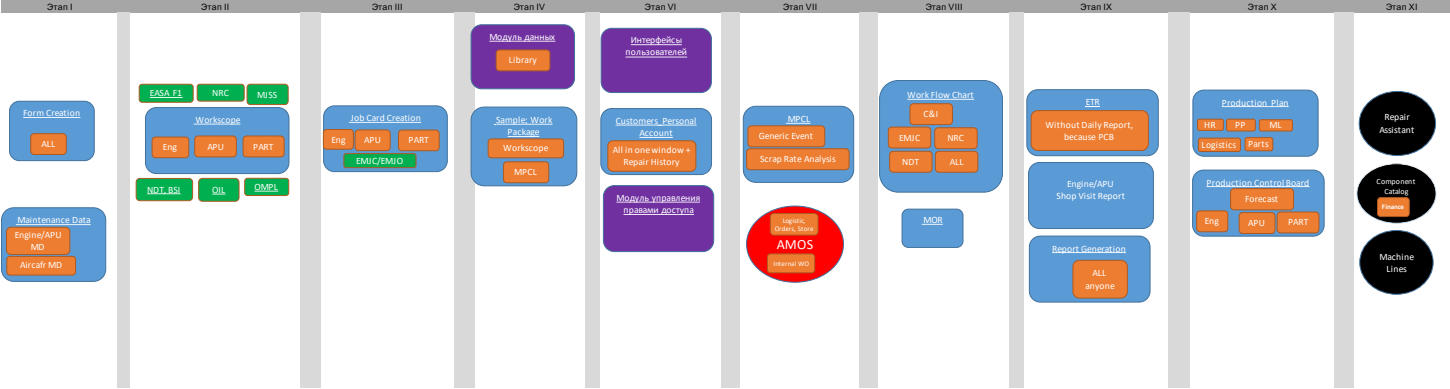 Этап I
Этап II
Этап III
Этап IV
Этап VI
Этап VII
Этап VIII
Этап IX
Этап X
Этап XI
Form Creation
ALL
Maintenance Data
Engine/APU
MD
Aircafr MD
EASA F1
NRC
MJSS
Workscope
Eng
APU
PART
NDT, BSI
OIL
OMPL
Job Card Creation
Eng
APU
PART
EMJC/EMJO
Модуль данных
Library
Sample; Work
Package
Workscope
MPCL
Интерфейсы
пользователей
Customers_Personal
Account
All in one window +
Repair History
Модуль управления
правами доступа
MPCL
Generic Event
Scrap Rate Analysis
Logistic,
Orders, Store
AMOS
Internal WO
Work Flow Chart
C&I
EMJC
NRC
NDT
ALL
MOR
ETR
Without Daily Report,
because PCB
Engine/APU
Shop Visit Report
Report Generation
ALL
anyone
Production Plan
HR
PP
ML
Logistics
Parts
Production Control Board
Forecast
Eng
APU
PART
Repair
Assistant
Component
Catalog
Finance
Machine
Lines